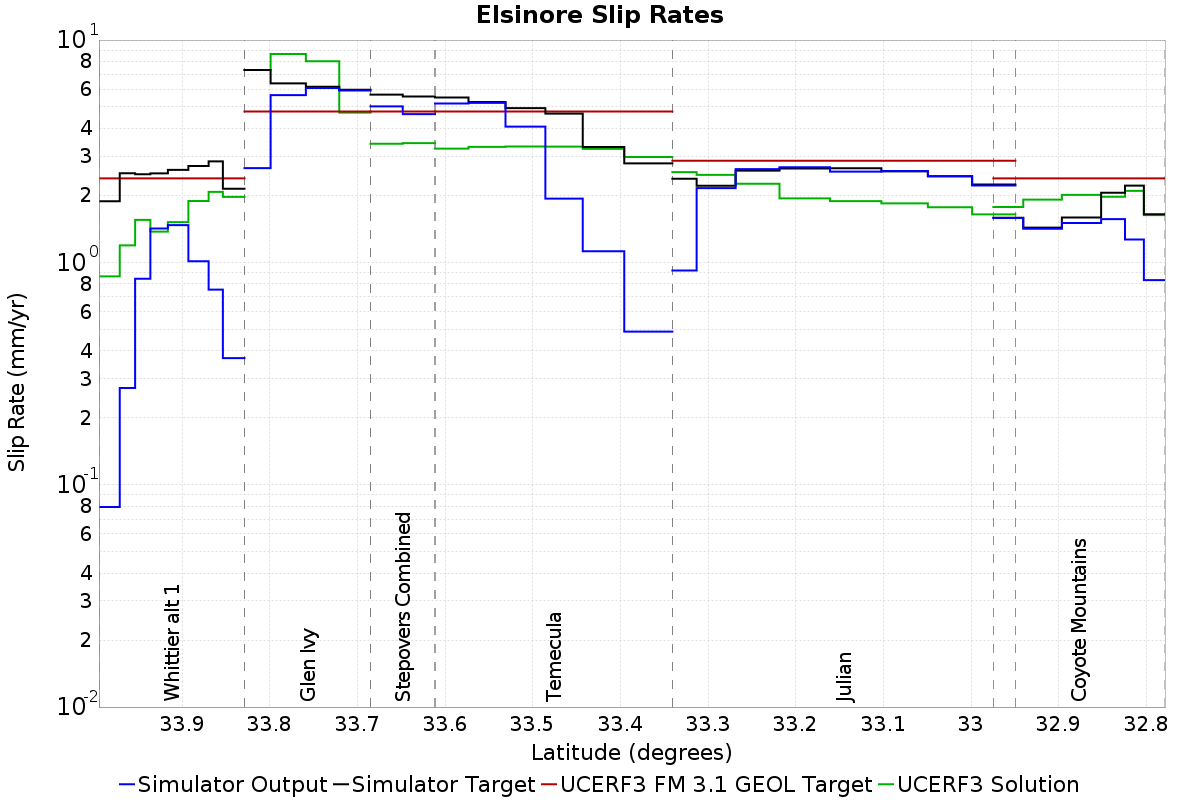 Elsinore Slip Rates
Slip Rate (mm/yr)
10^1
8
6
4
3
2
10^0
8
6
4
3
2
10^-1
8
6
4
3
2
10^-2
Whittier alt 1
Glen Ivy
Stepovers Combined
Temecula
Julian
Coyote Mountains
33.9 33.8 33.7 33.6 33.5 33.4 33.3 33.2 33.1 33 32.9 32.8
Latitude (degrees)
Simulator Output Simulator Target UCERF3 FM 3.1 GEOL Target UCERF3 Solution